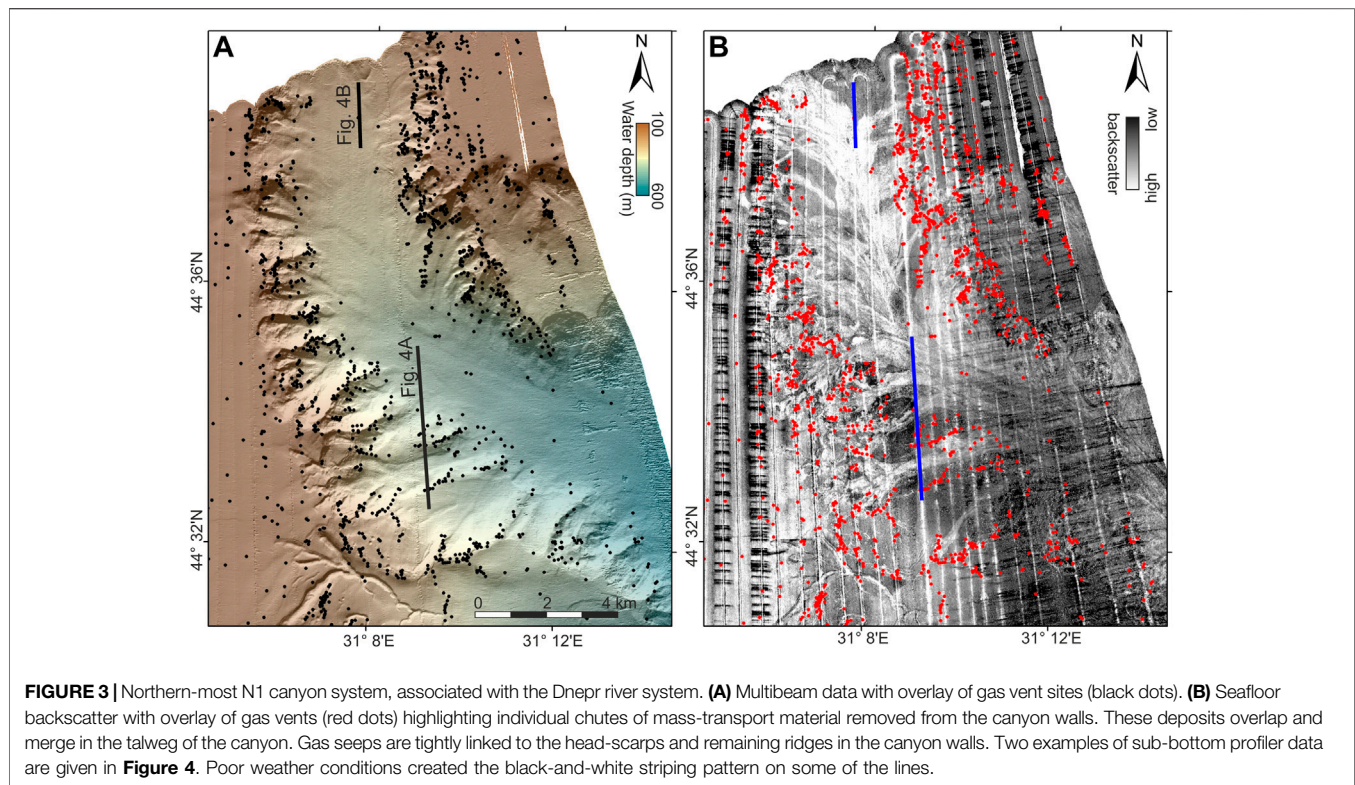 A
N
Fig. 4B
100
Water depth (m)
600
44° 36'N
Fig. 4A
44° 32'N
0 2 4 km
31° 8'E
31° 12'E
B
N
low
backscatter
high
44° 36'N
44° 32'N
31° 8'E
31° 12'E
FIGURE 3 | Northern-most N1 canyon system, associated with the Dnepr river system. (A) Multibeam data with overlay of gas vent sites (black dots). (B) Seafloor
backscatter with overlay of gas vents (red dots) highlighting individual chutes of mass-transport material removed from the canyon walls. These deposits overlap and
merge in the talweg of the canyon. Gas seeps are tightly linked to the head-scarps and remaining ridges in the canyon walls. Two examples of sub-bottom profiler data
are given in Figure 4. Poor weather conditions created the black-and-white striping pattern on some of the lines.